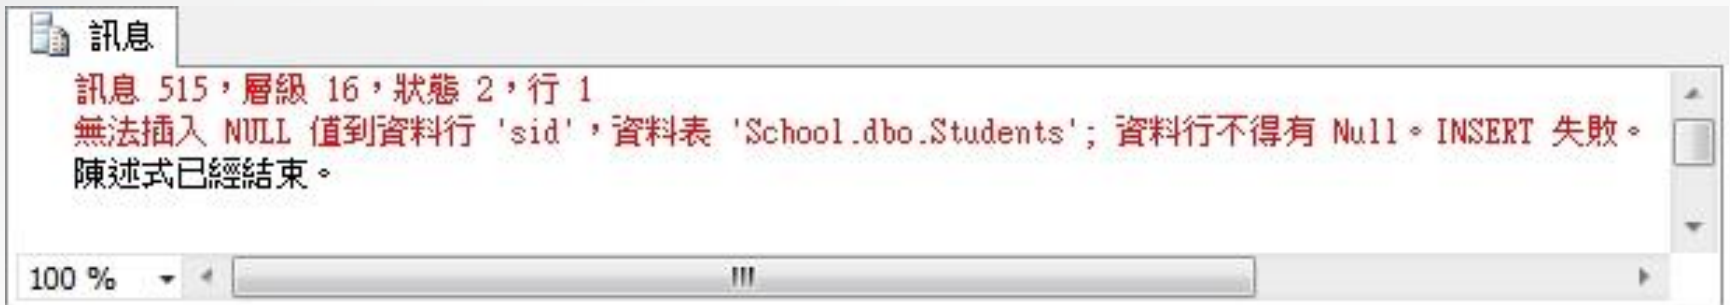 訊息
訊息 515，層級 16，狀態 2，行 1
無法插入 NULL 值到資料行 'sid'，資料表 'School.dbo.Students'; 資料行不得有 Null。INSERT 失敗。
陳述式已經結束。
100 %